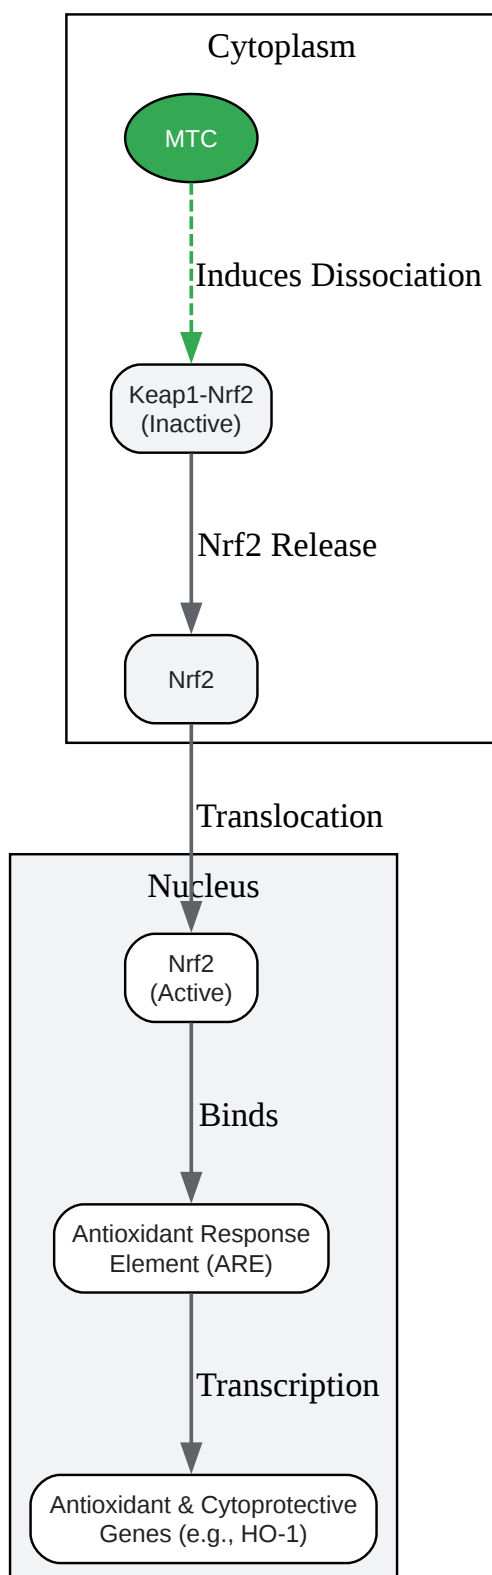 Cytoplasm
MTC
Induces Dissociation
Keap1-Nrf2
(Inactive)
Nrf2 Release
Nrf2
Translocation
Nucleus
Nrf2
(Active)
Binds
Antioxidant Response
Element (ARE)
Transcription
Antioxidant & Cytoprotective
Genes (e.g., HO-1)